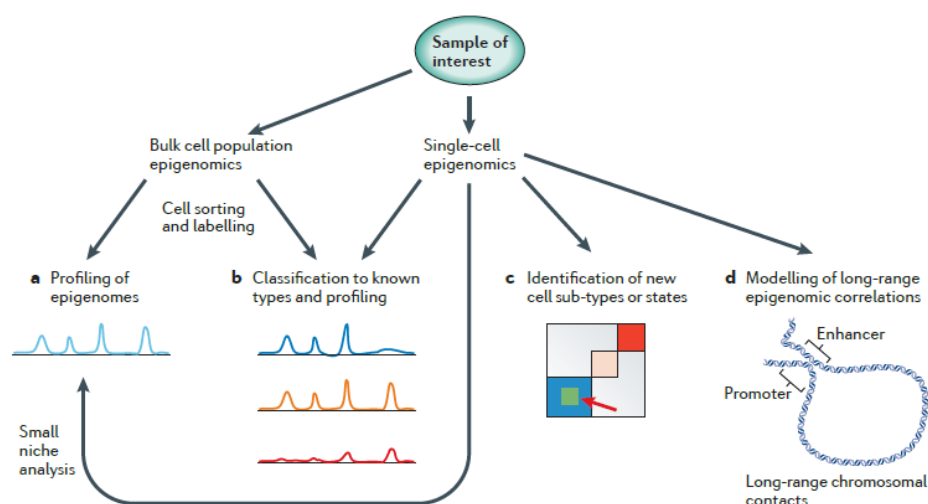 Sample of
interest
Bulk cell population
epigenomics
Single-cell
epigenomics
Cell sorting
and labelling
a Profiling of
epigenomes
b Classification to known
types and profiling
c Identification of new
cell sub-types or states
d Modelling of long-range
epigenomic correlations
Enhancer
Promoter
Small
niche
analysis
Long-range chromosomal
contacts